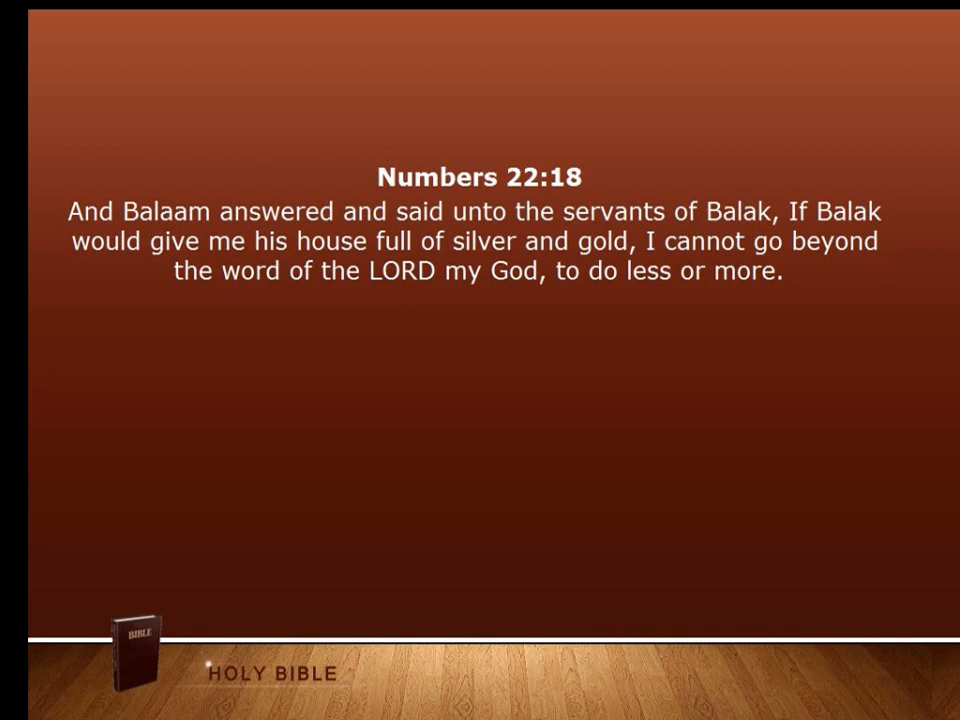 Numbers 22:18
And Balaam answered and said unto the servants of Balak, If Balak
would give me his house full of silver and gold, I cannot go beyond
the word of the LORD my God, to do less or more.
BIBLE
HOLY BIBLE